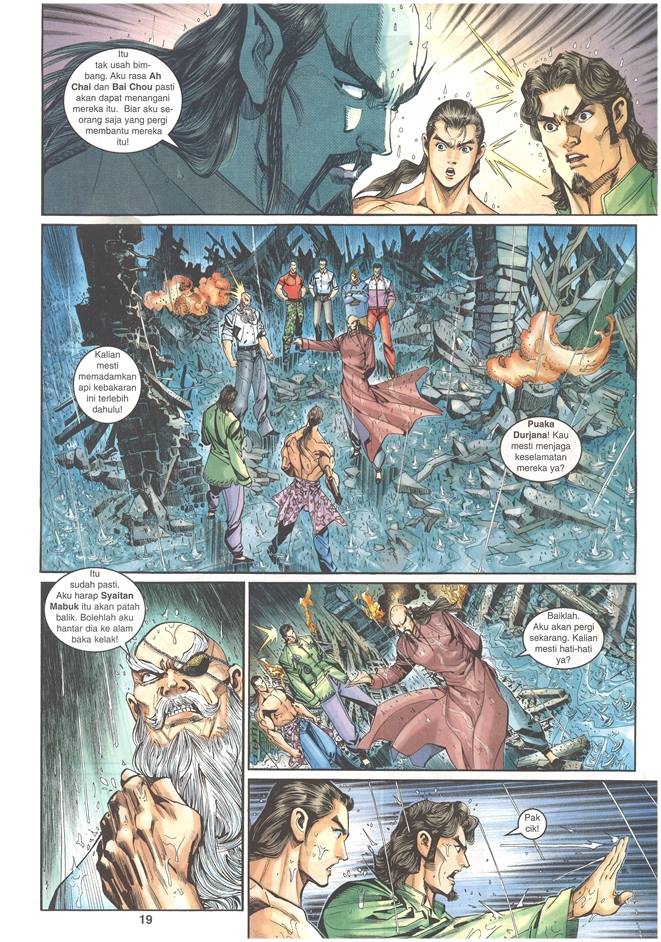 Itu
tak usah bim-
bang. Aku rasa Ah
Chai dan Bai Chou pasti
akan dapat menangani
mereka itu. Biar aku se-
orang saja yang pergi
membantu mereka
itu!
Kalian
mesti
memadamkan
api kebakaran
ini terlebih
dahulu!
Puaka
Durjana! Kau
mesti menjaga
keselamatan
mereka ya?
Itu
sudah pasti.
Aku harap Syaitan
Mabuk itu akan patah
balik. Bolehlah aku
hantar dia ke alam
baka kelak!
Baiklah.
Aku akan pergi
sekarang. Kalian
mesti hati-hati
ya?
Pak
cik!
19